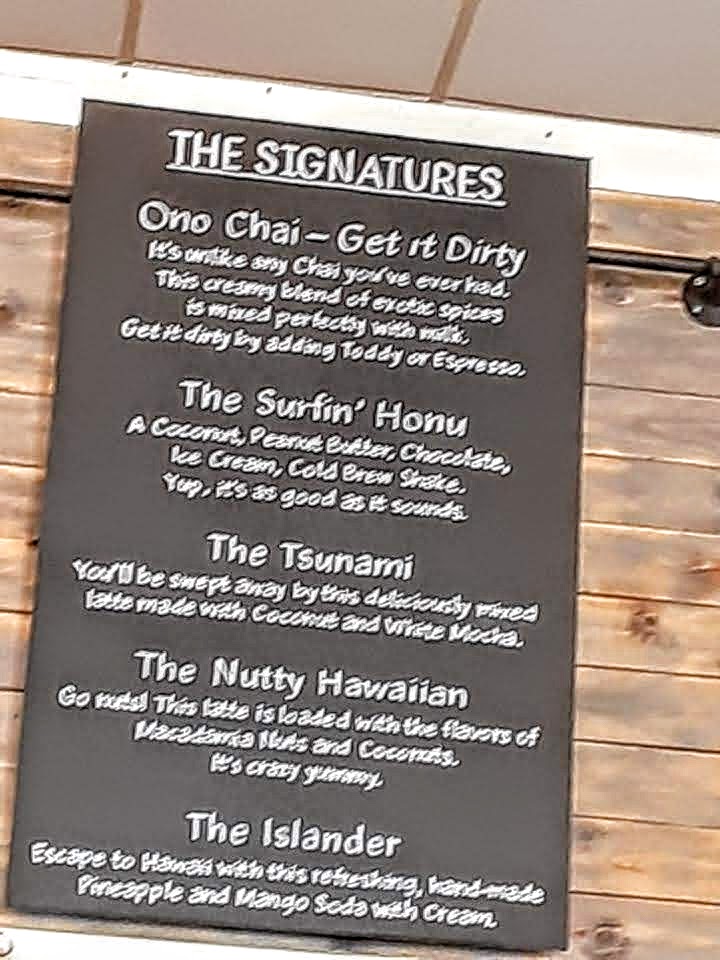 THE SIGNATURES
Ono Chai – Get it Dirty
It's unlike any Chai you've ever had.
This creamy blend of exotic spices
is mixed perfectly with milk.
Get it dirty by adding Toddy or Espresso.
The Surfin' Honu
A Coconut, Peanut Butter, Chocolate,
Ice Cream, Cold Brew Shake.
Yup, it's as good as it sounds.
The Tsunami
You'll be swept away by this deliciously mixed
latte made with Coconut and White Mocha.
The Nutty Hawaiian
Go nuts! This latte is loaded with the flavors of
Macadamia Nuts and Coconuts.
It's crazy yummy.
The Islander
Escape to Hawaii with this refreshing, hand-made
Pineapple and Mango Soda with Cream.